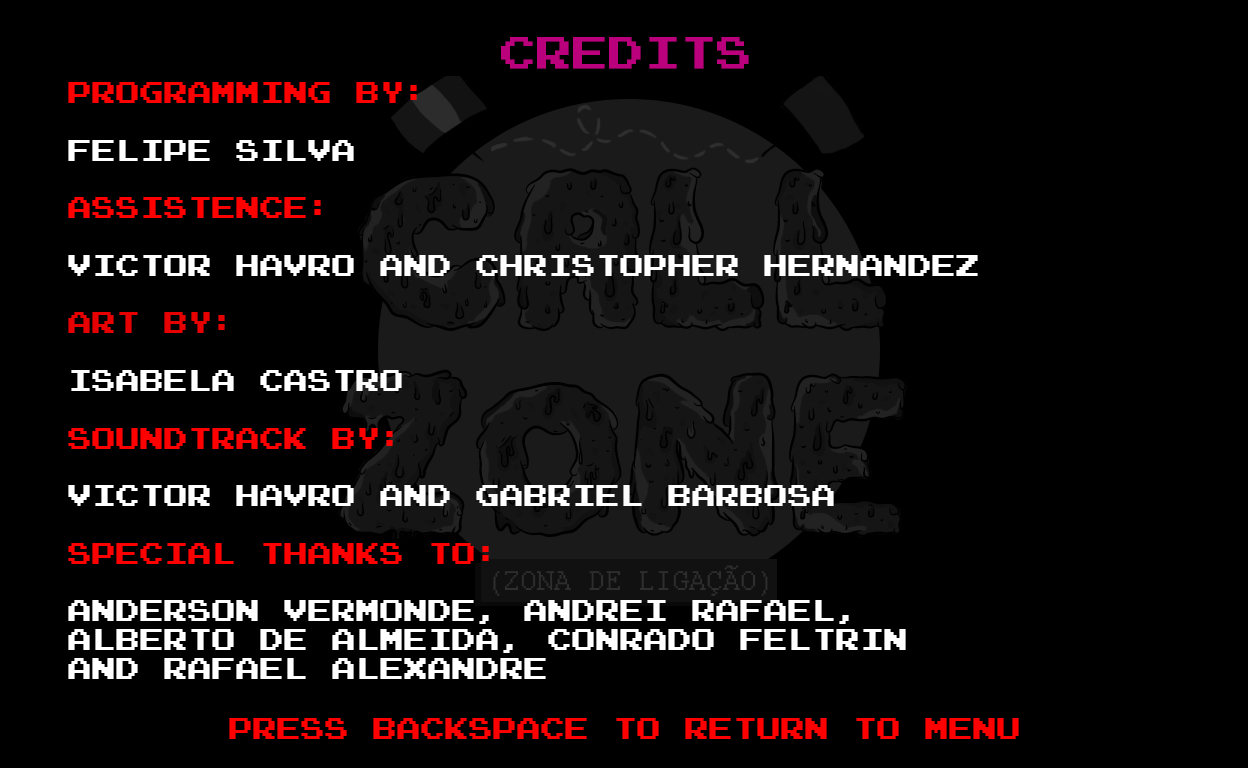 CREDITS
PROGRAMMING BY:
FELIPE SILVA
ASSISTENCE:
VICTOR HAVRO AND CHRISTOPHER HERNANDEZ
ART BY:
ISABELA CASTRO
SOUNDTRACK BY:
VICTOR HAVRO AND GABRIEL BARBOSA
SPECIAL THANKS TO:
ANDERSON VERMONDE, ANDREI RAFAEL,
ALBERTO DE ALMEIDA, CONRADO FELTRIN
AND RAFAEL ALEXANDRE
PRESS BACKSPACE TO RETURN TO MENU
CALL
ZONE
(ZONA DE LIGAÇÃO)